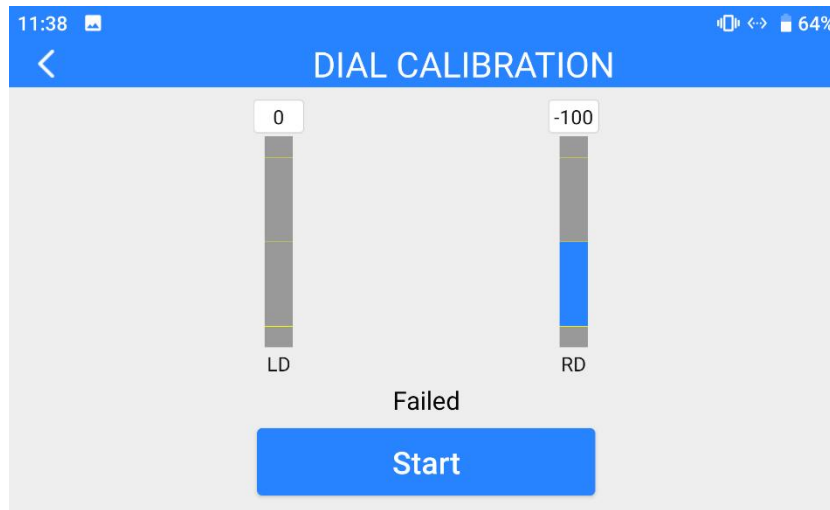 11:38 64%
DIAL CALIBRATION
0 -100
LD RD
Failed
Start